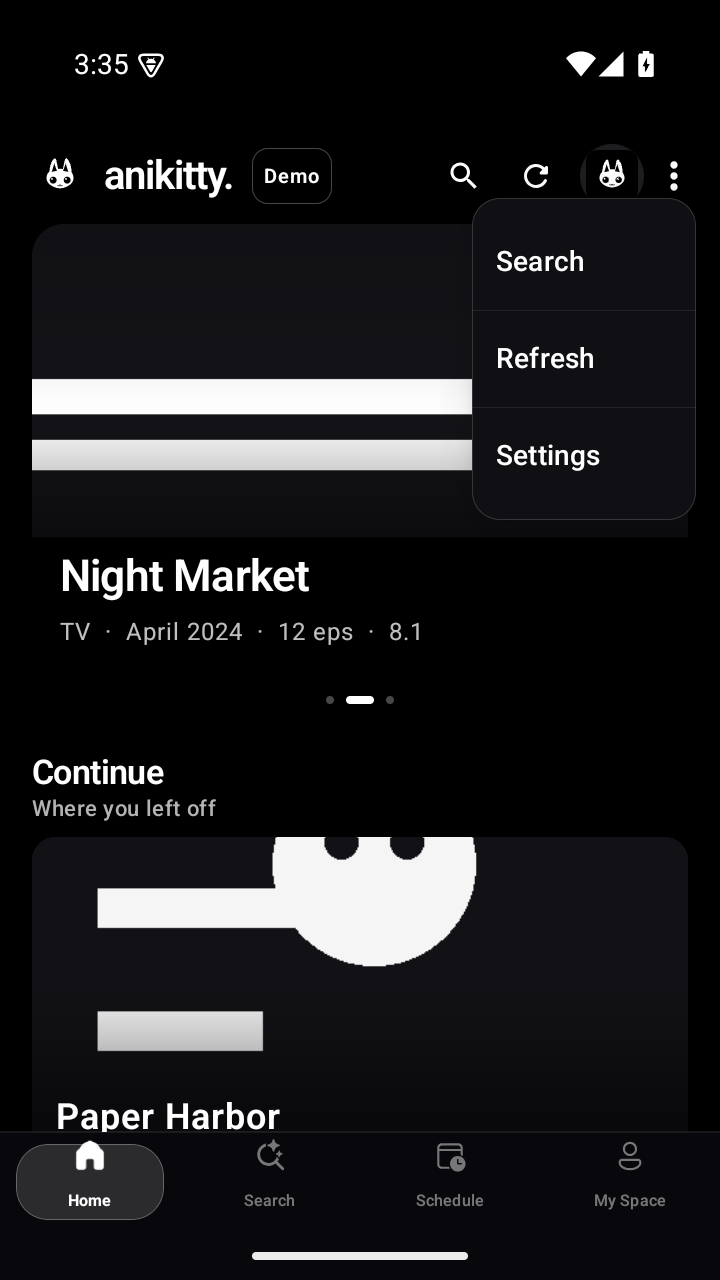 3:35
anikitty.
Demo
Search
Refresh
Settings
Night Market
TV · April 2024 · 12 eps · 8.1
Continue
Where you left off
Paper Harbor
Home
Search
Schedule
My Space